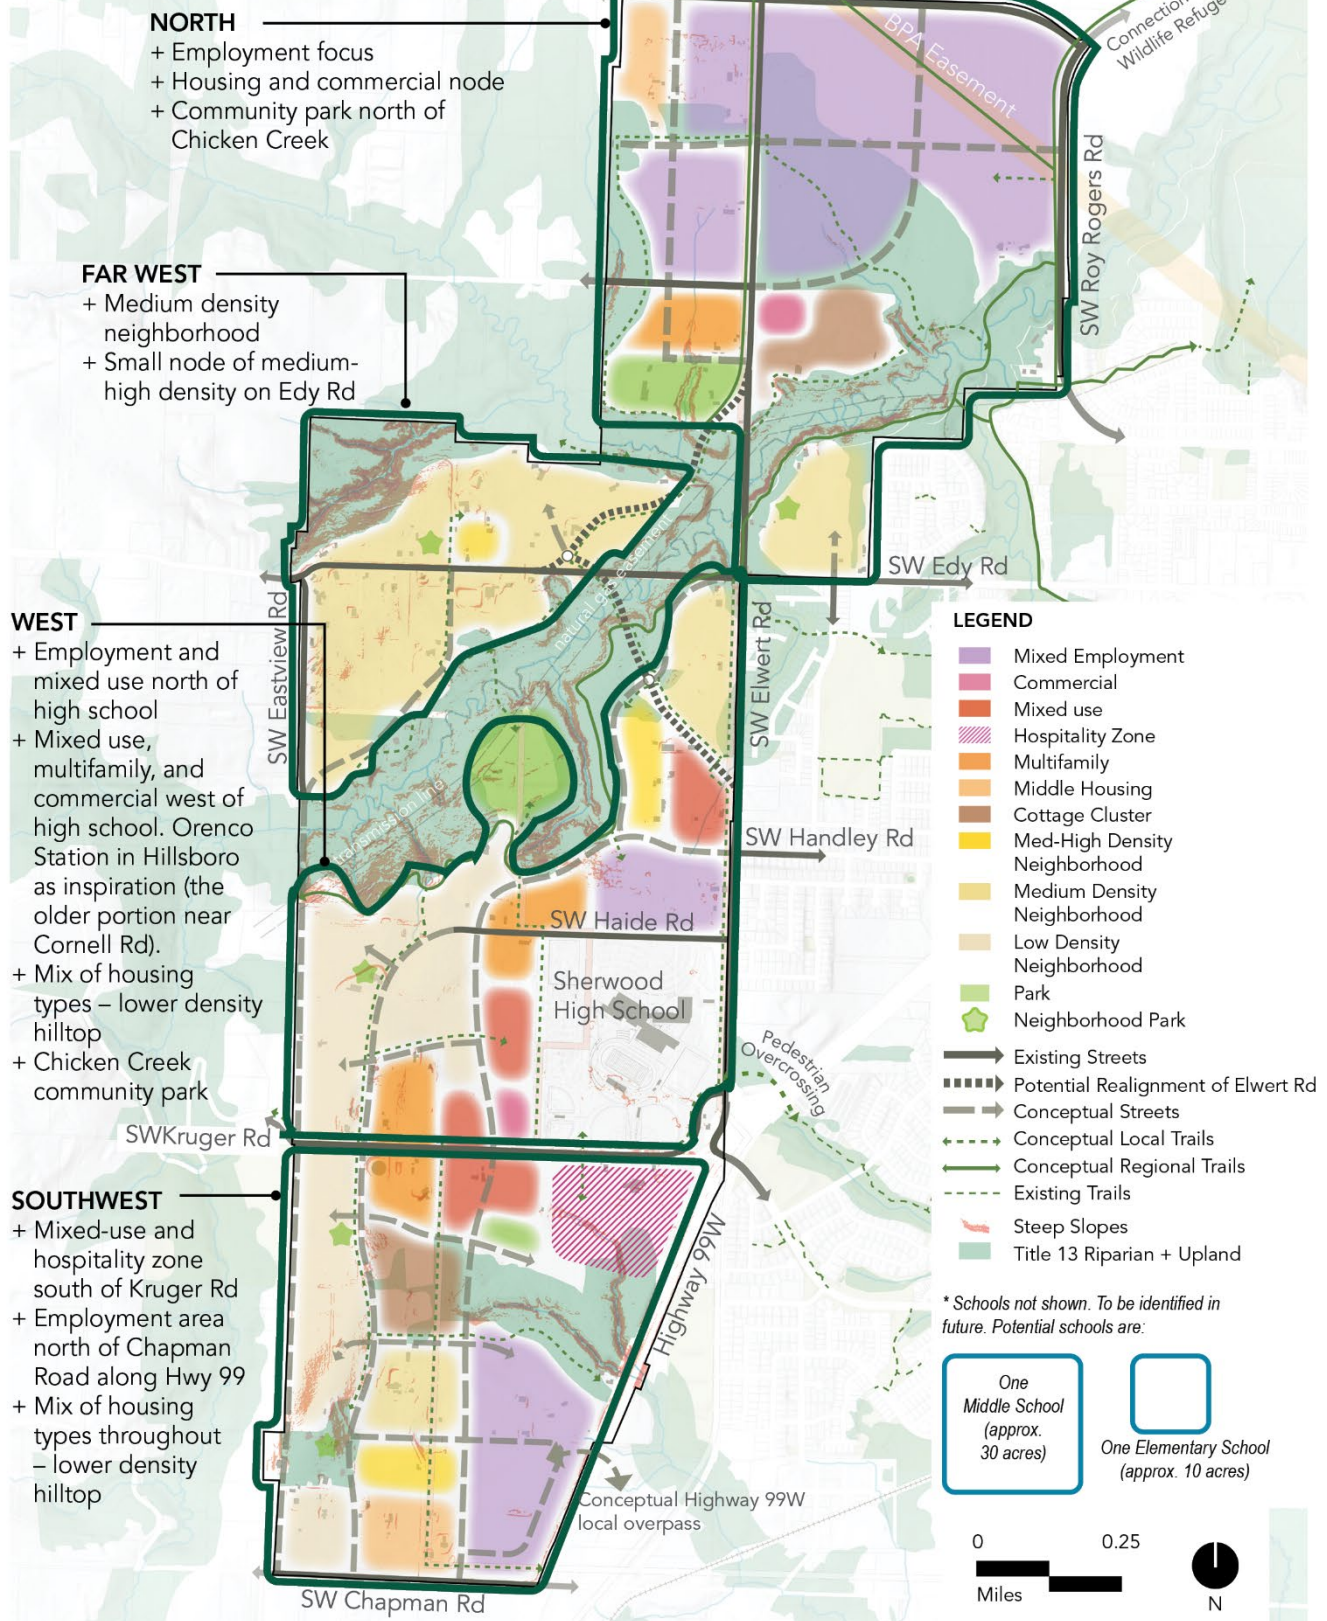 NORTH
+ Employment focus
+ Housing and commercial node
+ Community park north of
Chicken Creek
BPA Easement
Connection
Wildlife Refuge
SW Roy Rogers Rd
FAR WEST
+ Medium density
neighborhood
+ Small node of medium-
high density on Edy Rd
natural gas easement
SW Edy Rd
SW Eastview Rd
SW Elwert Rd
WEST
+ Employment and
mixed use north of
high school
+ Mixed use,
multifamily, and
commercial west of
high school. Orenco
Station in Hillsboro
as inspiration (the
older portion near
Cornell Rd).
+ Mix of housing
types – lower density
hilltop
+ Chicken Creek
community park
transmission line
SW Handley Rd
SW Haide Rd
Sherwood
High School
Pedestrian
Overcrossing
SWKruger Rd
SOUTHWEST
+ Mixed-use and
hospitality zone
south of Kruger Rd
+ Employment area
north of Chapman
Road along Hwy 99
+ Mix of housing
types throughout
– lower density
hilltop
Highway 99W
Conceptual Highway 99W
local overpass
SW Chapman Rd
LEGEND
Mixed Employment
Commercial
Mixed use
Hospitality Zone
Multifamily
Middle Housing
Cottage Cluster
Med-High Density
Neighborhood
Medium Density
Neighborhood
Low Density
Neighborhood
Park
Neighborhood Park
Existing Streets
Potential Realignment of Elwert Rd
Conceptual Streets
Conceptual Local Trails
Conceptual Regional Trails
Existing Trails
Steep Slopes
Title 13 Riparian + Upland
* Schools not shown. To be identified in
future. Potential schools are:
One
Middle School
(approx.
30 acres)
One Elementary School
(approx. 10 acres)
0 0.25
Miles
N